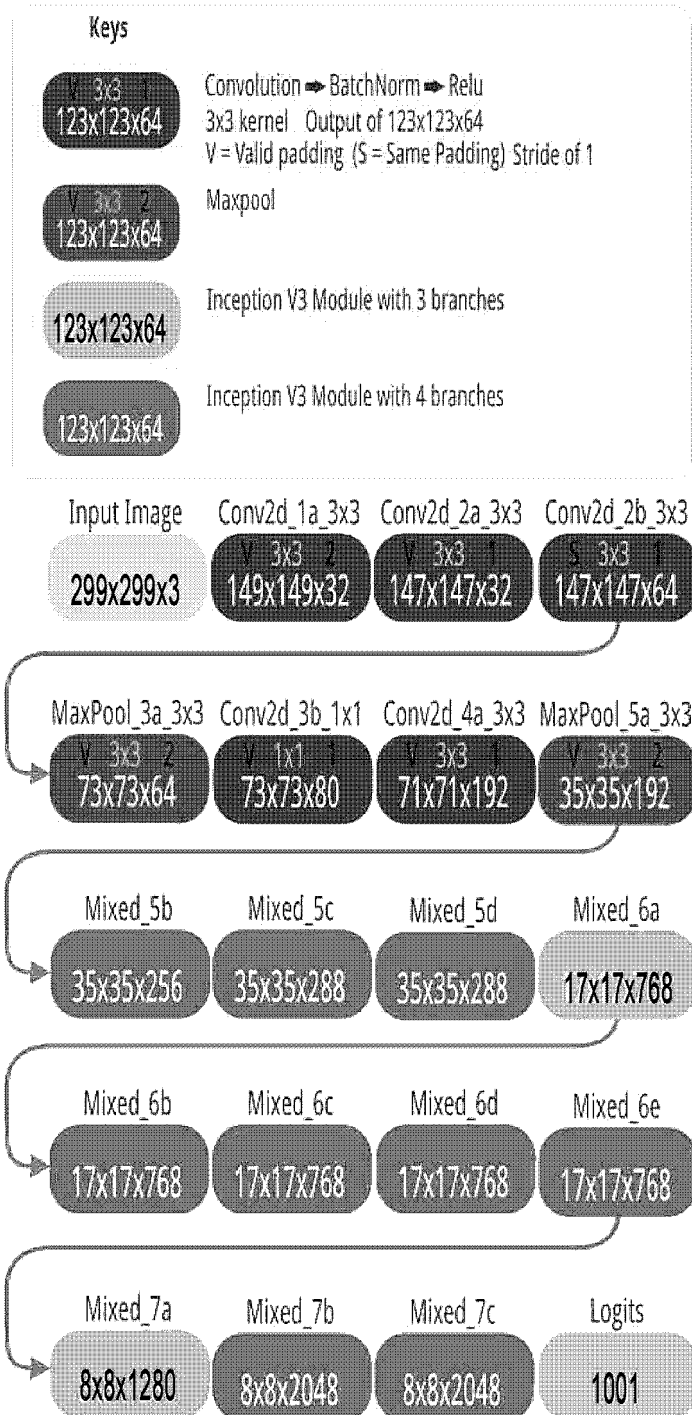 Keys
V 3x3 1
123x123x64
Convolution ➡ BatchNorm ➡ Relu
3x3 kernel Output of 123x123x64
V = Valid padding (S = Same Padding) Stride of 1
V 3x3 2
123x123x64
Maxpool
123x123x64
Inception V3 Module with 3 branches
123x123x64
Inception V3 Module with 4 branches
Input Image Conv2d_1a_3x3 Conv2d_2a_3x3 Conv2d_2b_3x3
V 3x3 2 V 3x3 1 S 3x3 1
299x299x3 149x149x32 147x147x32 147x147x64
MaxPool_3a_3x3 Conv2d_3b_1x1 Conv2d_4a_3x3 MaxPool_5a_3x3
V 3x3 2 V 1x1 1 V 3x3 1 V 3x3 2
73x73x64 73x73x80 71x71x192 35x35x192
Mixed_5b Mixed_5c Mixed_5d Mixed_6a
35x35x256 35x35x288 35x35x288 17x17x768
Mixed_6b Mixed_6c Mixed_6d Mixed_6e
17x17x768 17x17x768 17x17x768 17x17x768
Mixed_7a Mixed_7b Mixed_7c Logits
8x8x1280 8x8x2048 8x8x2048 1001